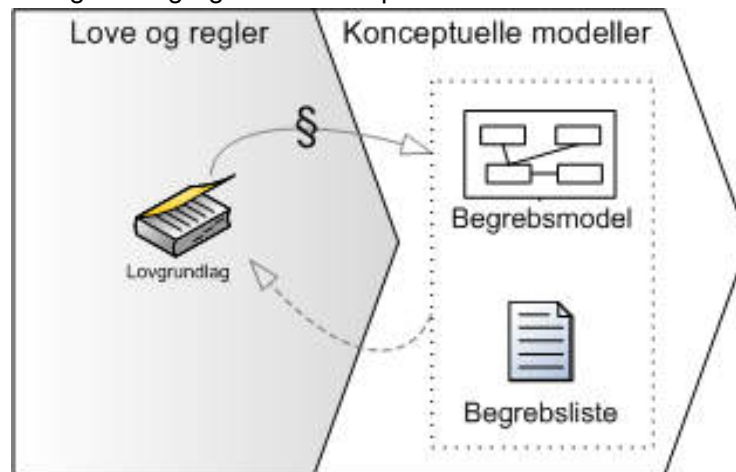 Love og regler
Konceptuelle modeller
§
Begrebsmodel
Lovgrundlag
Begrebsliste